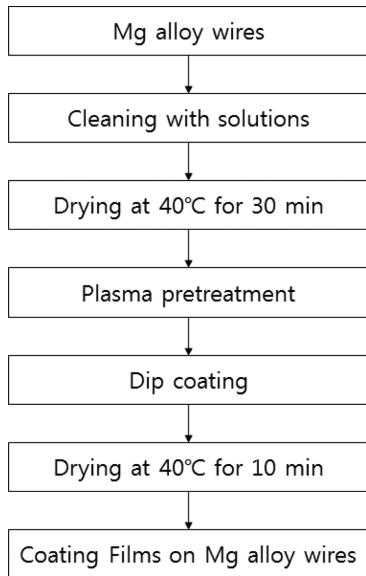 Mg alloy wires
Cleaning with solutions
Drying at 40℃ for 30 min
Plasma pretreatment
Dip coating
Drying at 40℃ for 10 min
Coating Films on Mg alloy wires